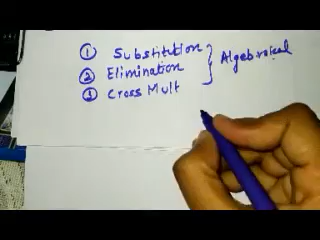 ① Substitution
② Elimination
③ Cross Mult
Algebraical